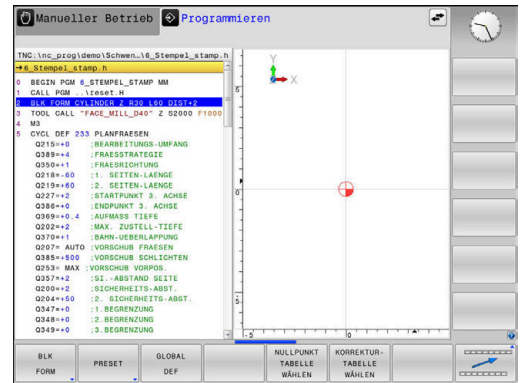 Manueller Betrieb
Programmieren
TNC:\nc_prog\demo\Schwen…\6_Stempel_stamp.h
→6_Stempel_stamp.h
0 BEGIN PGM 6_STEMPEL_STAMP MM
1 CALL PGM ..\reset.H
2 BLK FORM CYLINDER Z R30 L60 DIST+2
3 TOOL CALL "FACE_MILL_D40" Z S2000 F1000
4 M3
5 CYCL DEF 233 PLANFRAESEN
Q215=+0 ;BEARBEITUNGS-UMFANG
Q389=+4 ;FRAESSTRATEGIE
Q350=+1 ;FRAESRICHTUNG
Q218=-60 ;1. SEITEN-LAENGE
Q219=+60 ;2. SEITEN-LAENGE
Q227=+2 ;STARTPUNKT 3. ACHSE
Q386=+0 ;ENDPUNKT 3. ACHSE
Q369=+0.4 ;AUFMASS TIEFE
Q202=+2 ;MAX. ZUSTELL-TIEFE
Q370=+1 ;BAHN-UEBERLAPPUNG
Q207= AUTO ;VORSCHUB FRAESEN
Q385=+500 ;VORSCHUB SCHLICHTEN
Q253= MAX ;VORSCHUB VORPOS.
Q357=+2 ;SI.-ABSTAND SEITE
Q200=+2 ;SICHERHEITS-ABST.
Q204=+50 ;2. SICHERHEITS-ABST.
Q347=+0 ;1.BEGRENZUNG
Q348=+0 ;2.BEGRENZUNG
Q349=+0 ;3.BEGRENZUNG
Y
X
5
0
5
-5
0
BLK FORM
PRESET
GLOBAL DEF
NULLPUNKT TABELLE WÄHLEN
KORREKTUR- TABELLE WÄHLEN